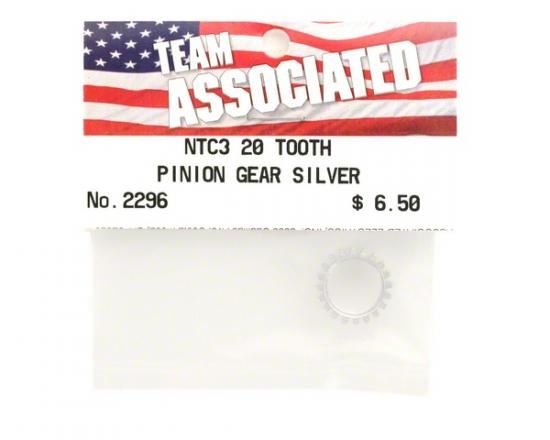 TEAM
ASSOCIATED
NTC3 20 TOOTH
PINION GEAR SILVER
No. 2296 $ 6.50